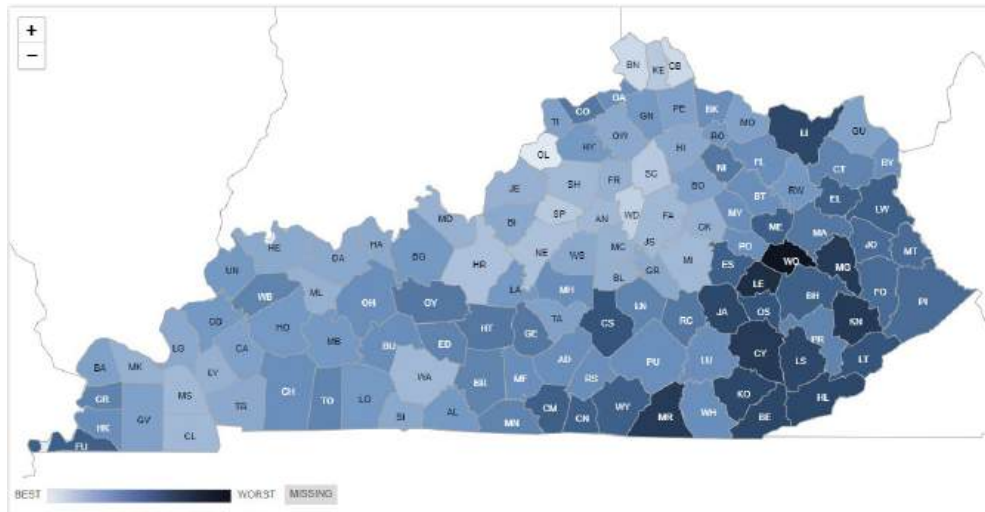 +
−
BN KE CB
GA
CO
BK
TI
GN PE MO
LI
GU
OW RO
HY
OL
HI
FL CT BY
NI
SC
JE SH FR
BO BT RW
EL
LW
SP
AN WD FA
MY
MD
BI
ME
MA
HE HA
CK
JO
MT
DA
BG
NE WS MC JS
PO
WO
MG
UN
HR
MI
ES
BL GR
FO
LE
WB
ML
LA MH
BH
PI
OH GY
LN
OS
DD
TA
CS RC JA
KN
HO
HT GE
PR
LG
CA MB
BU ED
CY
LT
AD
PU LU
LS
BA MK
WA
BR MF RS
MS
KO
HL
CR
TR CH TO LO
CM
WY
MR WH BE
HK GV
SI AL
MN
CN
CL
FU
BEST WORST MISSING